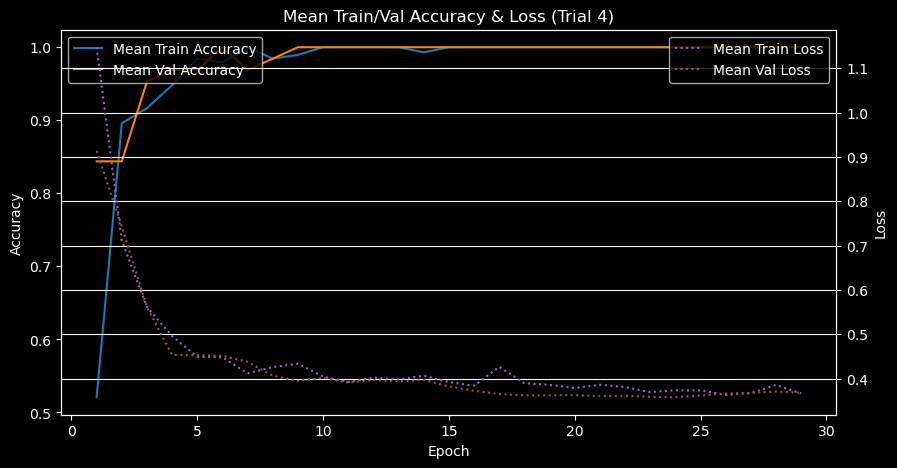 Mean Train/Val Accuracy & Loss (Trial 4)
Mean Train Accuracy
Mean Val Accuracy
Mean Train Loss
Mean Val Loss
1.0
0.9
0.8
0.7
0.6
0.5
Accuracy
1.1
1.0
0.9
0.8
0.7
0.6
0.5
0.4
Loss
0 5 10 15 20 25 30
Epoch